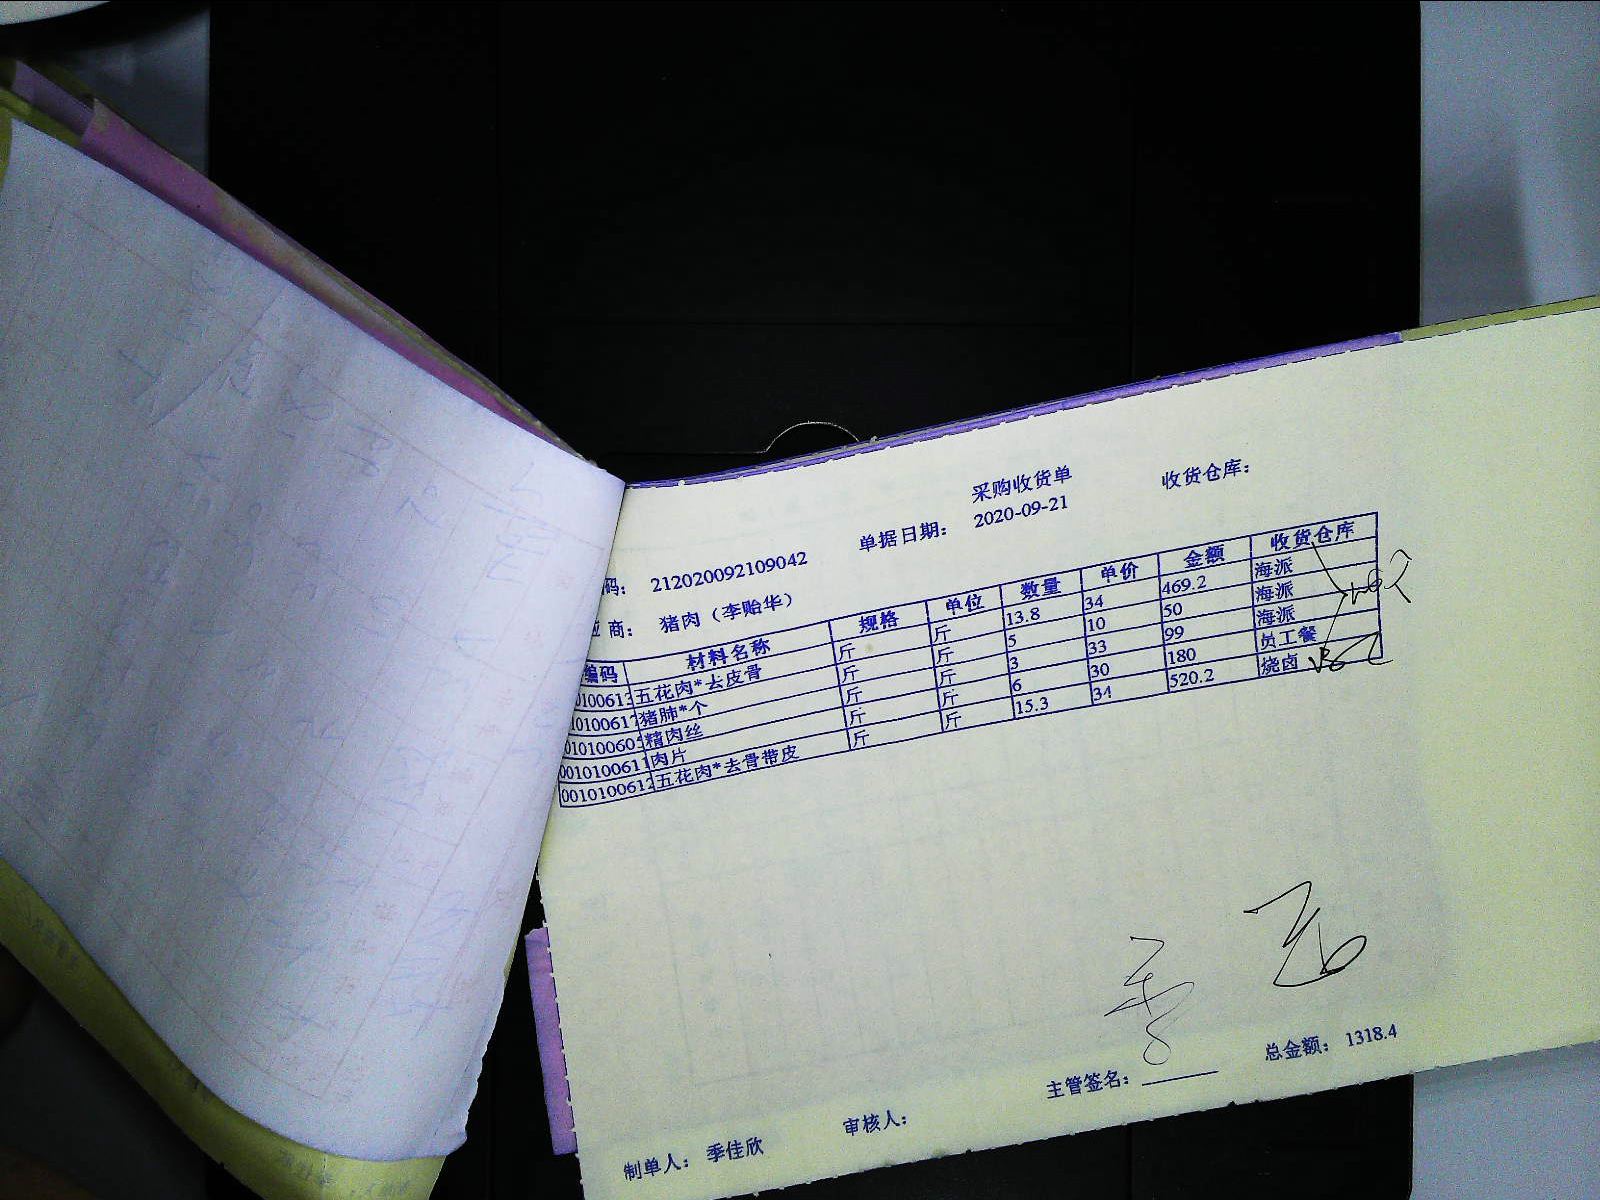 采购收货单
码： 212020092109042 单据日期： 2020-09-21 收货仓库：
应 商： 猪肉（李贻华）
编码 材料名称 规格 单位 数量 单价 金额 收货仓库
五花肉*去皮骨 斤 斤 13.8 34 469.2 海派
猪肺*个 斤 斤 5 10 50 海派
精肉丝 斤 斤 3 33 99 海派
0010100611 肉片 斤 斤 6 30 180 员工餐
0010100612 五花肉*去骨带皮 斤 斤 15.3 34 520.2 烧卤
制单人： 季佳欣 审核人： 主管签名： 总金额： 1318.4